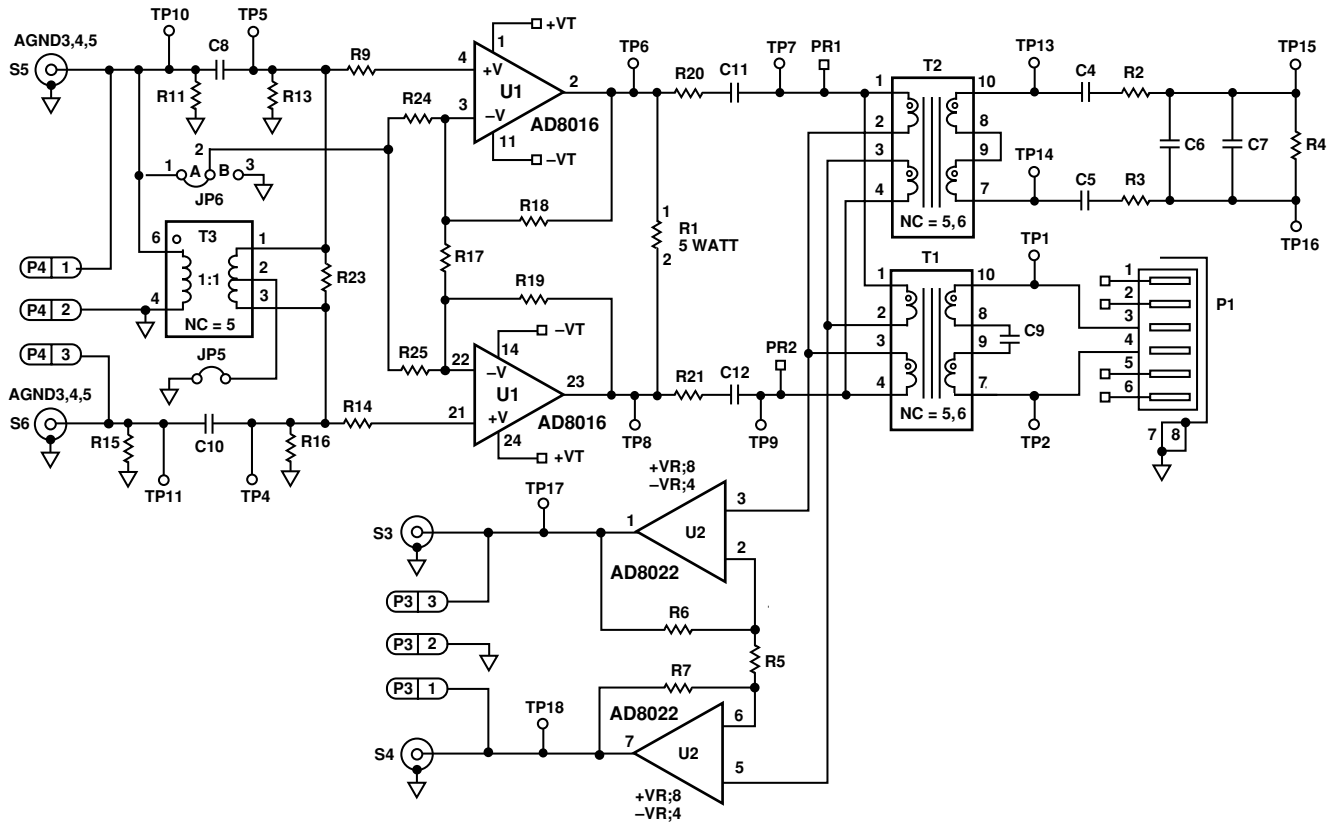 TP10
TP5
AGND3,4,5
S5
C8
R11
R13
R9
4
+V
1
+VT
U1
2
AD8016
R24
3
–V
11
–VT
TP6
R20
C11
TP7
PR1
T2
1
2
3
4
10
8
9
7
NC = 5,6
TP13
C4
R2
TP15
C6
C7
R4
TP14
C5
R3
TP16
1
A
2
B
3
JP6
R18
R17
R19
R1
5 WATT
1
2
T3
6
1:1
4
1
2
3
NC = 5
R23
P4 1
P4 2
P4 3
JP5
AGND3,4,5
S6
R15
TP11
C10
TP4
R16
R14
R25
22
–V
14
–VT
U1
23
AD8016
21
+V
24
+VT
TP8
R21
C12
TP9
PR2
T1
1
2
3
4
10
8
9
7
NC = 5,6
C9
TP1
TP2
1
2
3
4
5
6
P1
7
8
+VR;8
–VR;4
TP17
S3
1
U2
3
2
AD8022
P3 3
P3 2
P3 1
R6
R5
R7
AD8022
TP18
S4
7
U2
6
5
+VR;8
–VR;4